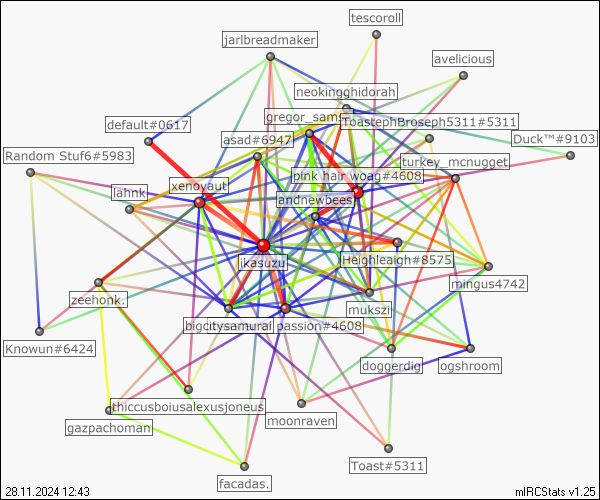 tescoroll
jarlbreadmaker
avelicious
neokingghidorah
gregor_sams
ToastephBroseph5311#5311
default#0617
asad#6947
Duck™#9103
Random Stuf6#5983
turkey_mcnugget
pink hair woag#4608
xenoyaut
lahnk
andnewbees
ikasuzu
Heighleaigh#8575
mingus4742
zeehonk.
mukszii
bigcitysamurai passion#4608
Knowun#6424
doggerdig
ogshroom
thiccusboiusalexusjoneus
moonraven
gazpachoman
Toast#5311
facadas.
28.11.2024 12:43
mIRCStats v1.25